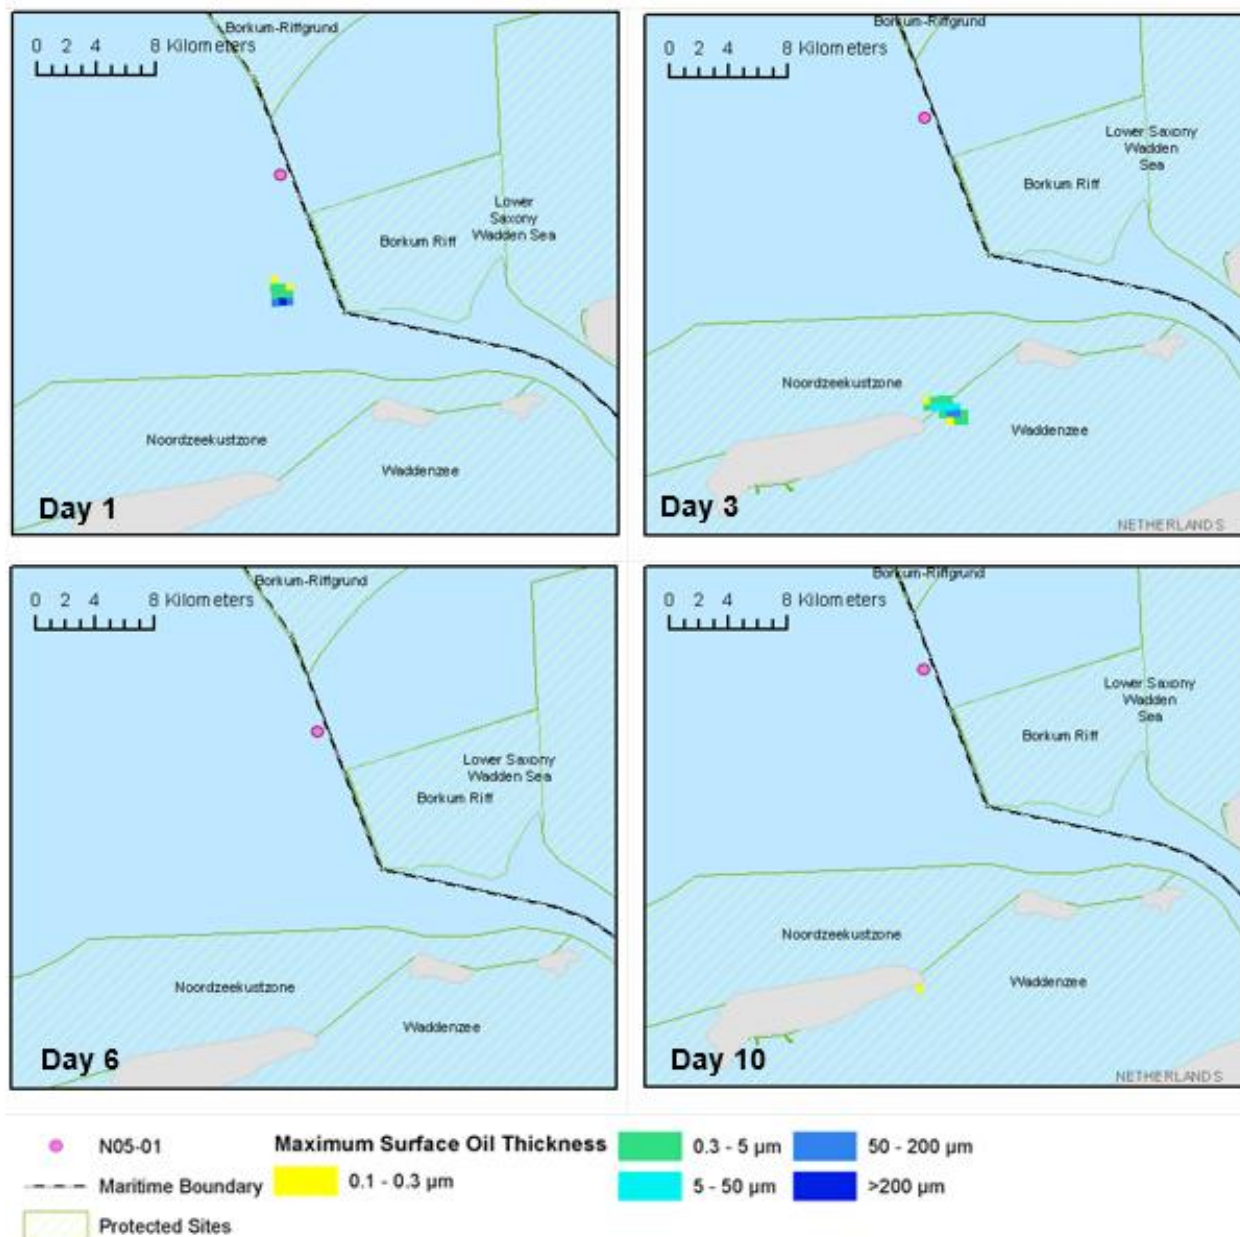 Borkum-Riffgrund
0 2 4 8 Kilometers
Lower
Saxony
Wadden Sea
Borkum Riff
Noordzeekustzone
Waddenzee
Day 1
Borkum-Riffgrund
0 2 4 8 Kilometers
Lower Saxony
Wadden
Sea
Borkum Riff
Noordzeekustzone
Waddenzee
Day 3
NETHERLANDS
Borkum-Riffgrund
0 2 4 8 Kilometers
Lower Saxony
Wadden Sea
Borkum Riff
Noordzeekustzone
Waddenzee
Day 6
Borkum-Riffgrund
0 2 4 8 Kilometers
Lower Saxony
Wadden
Sea
Borkum Riff
Noordzeekustzone
Waddenzee
Day 10
NETHERLANDS
N05-01
Maritime Boundary
Protected Sites
Maximum Surface Oil Thickness
0.1 - 0.3 µm
0.3 - 5 µm
5 - 50 µm
50 - 200 µm
>200 µm